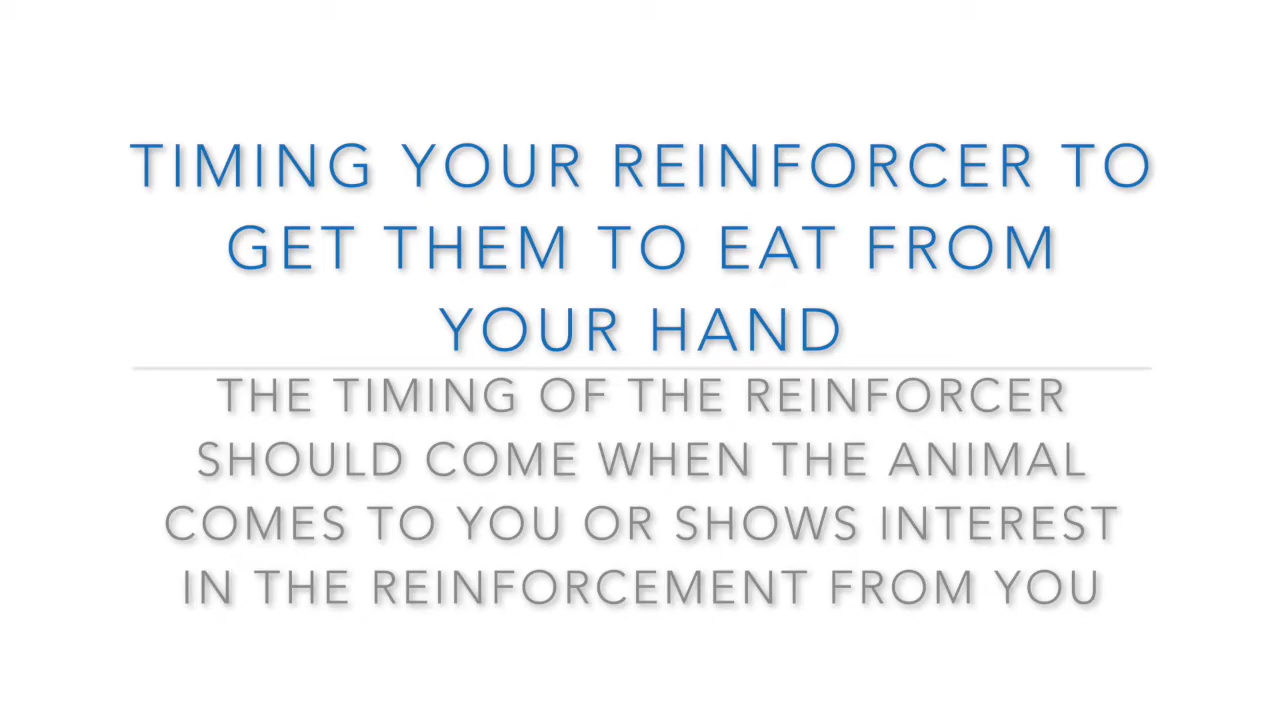 TIMING YOUR REINFORCER TO
GET THEM TO EAT FROM
YOUR HAND
THE TIMING OF THE REINFORCER
SHOULD COME WHEN THE ANIMAL
COMES TO YOU OR SHOWS INTEREST
IN THE REINFORCEMENT FROM YOU